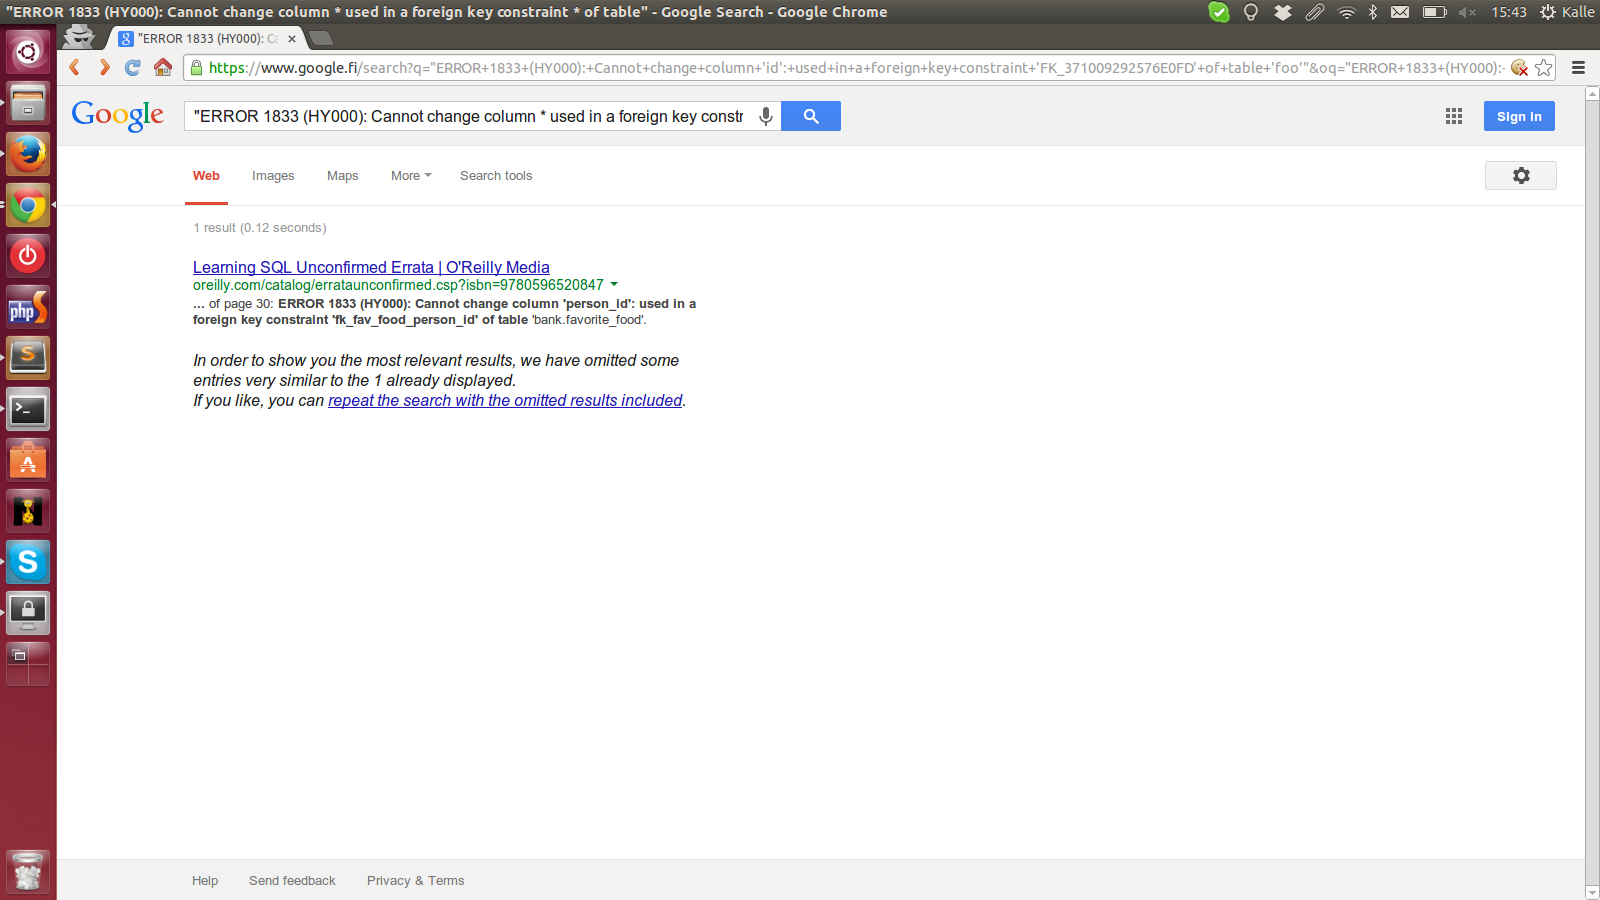 "ERROR 1833 (HY000): Cannot change column * used in a foreign key constraint * of table" - Google Search - Google Chrome
15:43 Kalle
"ERROR 1833 (HY000): Ca
https://www.google.fi/search?q="ERROR+1833+(HY000):+Cannot+change+column+'id':+used+in+a+foreign+key+constraint+'FK_371009292576E0FD'+of+table+'foo'"&oq="ERROR+1833+(HY000):+
Google
"ERROR 1833 (HY000): Cannot change column * used in a foreign key constr
Sign in
Web Images Maps More Search tools
1 result (0.12 seconds)
Learning SQL Unconfirmed Errata | O'Reilly Media
oreilly.com/catalog/errataunconfirmed.csp?isbn=9780596520847
... of page 30: ERROR 1833 (HY000): Cannot change column 'person_id': used in a
foreign key constraint 'fk_fav_food_person_id' of table 'bank.favorite_food'.
In order to show you the most relevant results, we have omitted some
entries very similar to the 1 already displayed.
If you like, you can repeat the search with the omitted results included.
php
Help Send feedback Privacy & Terms